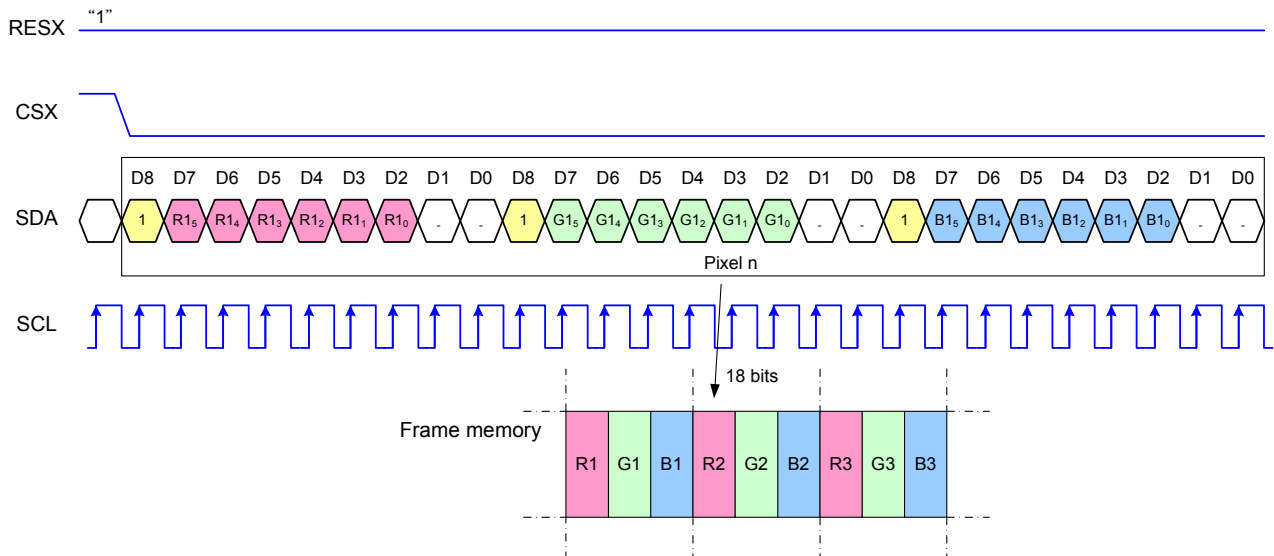 “1”
RESX
CSX
D8 D7 D6 D5 D4 D3 D2 D1 D0 D8 D7 D6 D5 D4 D3 D2 D1 D0 D8 D7 D6 D5 D4 D3 D2 D1 D0
SDA 1 R1₅ R1₄ R1₃ R1₂ R1₁ R1₀ - - 1 G1₅ G1₄ G1₃ G1₂ G1₁ G1₀ - - 1 B1₅ B1₄ B1₃ B1₂ B1₁ B1₀ - -
Pixel n
SCL
18 bits
Frame memory
R1 G1 B1 R2 G2 B2 R3 G3 B3